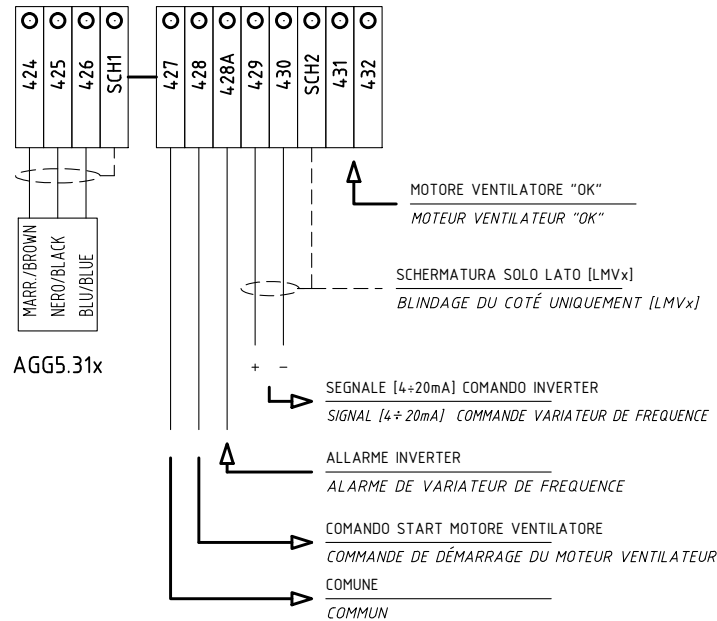 424
425
426
SCH1
427
428
428A
429
430
SCH2
431
432
MARR./BROWN
NERO/BLACK
BLU/BLUE
AGG5.31x
MOTORE VENTILATORE "OK"
MOTEUR VENTILATEUR "OK"
SCHERMATURA SOLO LATO [LMVx]
BLINDAGE DU COTÉ UNIQUEMENT [LMVx]
+ -
SEGNALE [4÷20mA] COMANDO INVERTER
SIGNAL [4÷20mA] COMMANDE VARIATEUR DE FREQUENCE
ALLARME INVERTER
ALARME DE VARIATEUR DE FREQUENCE
COMANDO START MOTORE VENTILATORE
COMMANDE DE DÉMARRAGE DU MOTEUR VENTILATEUR
COMUNE
COMMUN